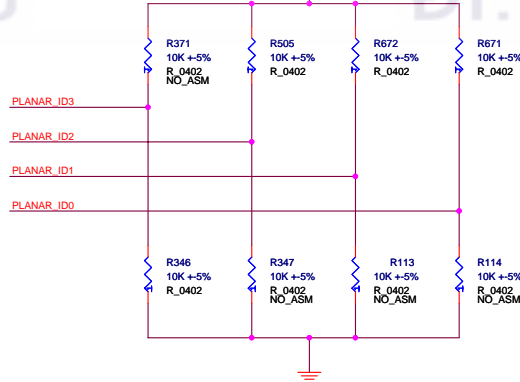 R371
10K +-5%
R_0402
NO_ASM
R505
10K +-5%
R_0402
R672
10K +-5%
R_0402
R671
10K +-5%
R_0402
PLANAR_ID3
PLANAR_ID2
PLANAR_ID1
PLANAR_ID0
R346
10K +-5%
R_0402
R347
10K +-5%
R_0402
NO_ASM
R113
10K +-5%
R_0402
NO_ASM
R114
10K +-5%
R_0402
NO_ASM